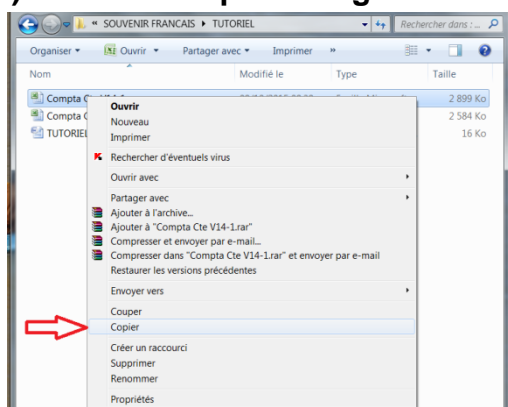 « SOUVENIR FRANCAIS ▸ TUTORIEL
Rechercher dans : ...
Organiser ▾ Ouvrir ▾ Partager avec ▾ Imprimer »
Nom Modifié le Type Taille
Compta 2 899 Ko
Compta 2 584 Ko
TUTORIEL 16 Ko
Ouvrir
Nouveau
Imprimer
Rechercher d'éventuels virus
Ouvrir avec
Partager avec
Ajouter à l'archive...
Ajouter à "Compta Cte V14-1.rar"
Compresser et envoyer par e-mail...
Compresser dans "Compta Cte V14-1.rar" et envoyer par e-mail
Restaurer les versions précédentes
Envoyer vers
Couper
Copier
Créer un raccourci
Supprimer
Renommer
Propriétés